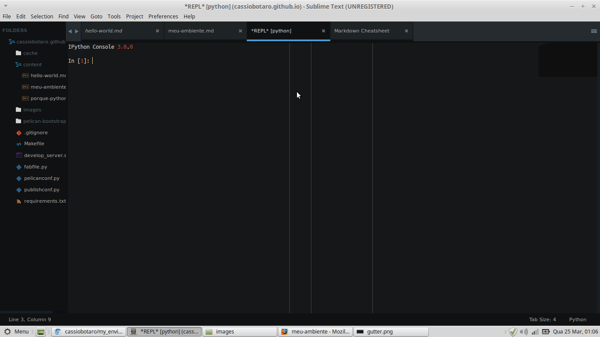 *REPL* [python] (cassiobotaro.github.io) - Sublime Text (UNREGISTERED)
File Edit Selection Find View Goto Tools Project Preferences Help
FOLDERS
hello-world.md
meu-ambiente.md
*REPL* [python]
Markdown Cheatsheet
cassiobotaro.github
cache
content
hello-world.md
meu-ambiente
porque-python
images
pelican-bootstrap
.gitignore
Makefile
develop_server.s
fabfile.py
pelicanconf.py
publishconf.py
requirements.txt
IPython Console 3.0.0
In [1]:
Line 3, Column 9
Tab Size: 4
Python
Menu
cassiobotaro/my_envi...
*REPL* [python] (cass...
images
meu-ambiente - Mozil...
gutter.png
Qua 25 Mar, 01:06